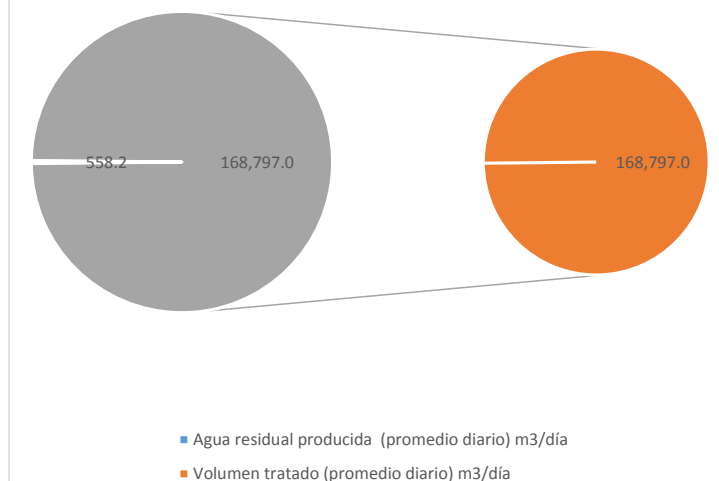 558.2
168,797.0
168,797.0
Agua residual producida (promedio diario) m3/día
Volumen tratado (promedio diario) m3/día